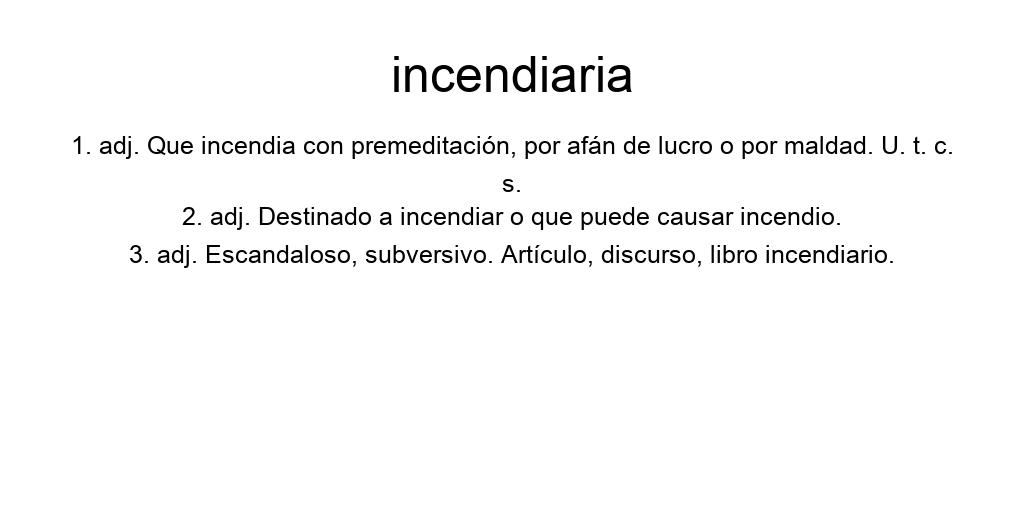 incendiaria
1. adj. Que incendia con premeditación, por afán de lucro o por maldad. U. t. c.
s.
2. adj. Destinado a incendiar o que puede causar incendio.
3. adj. Escandaloso, subversivo. Artículo, discurso, libro incendiario.